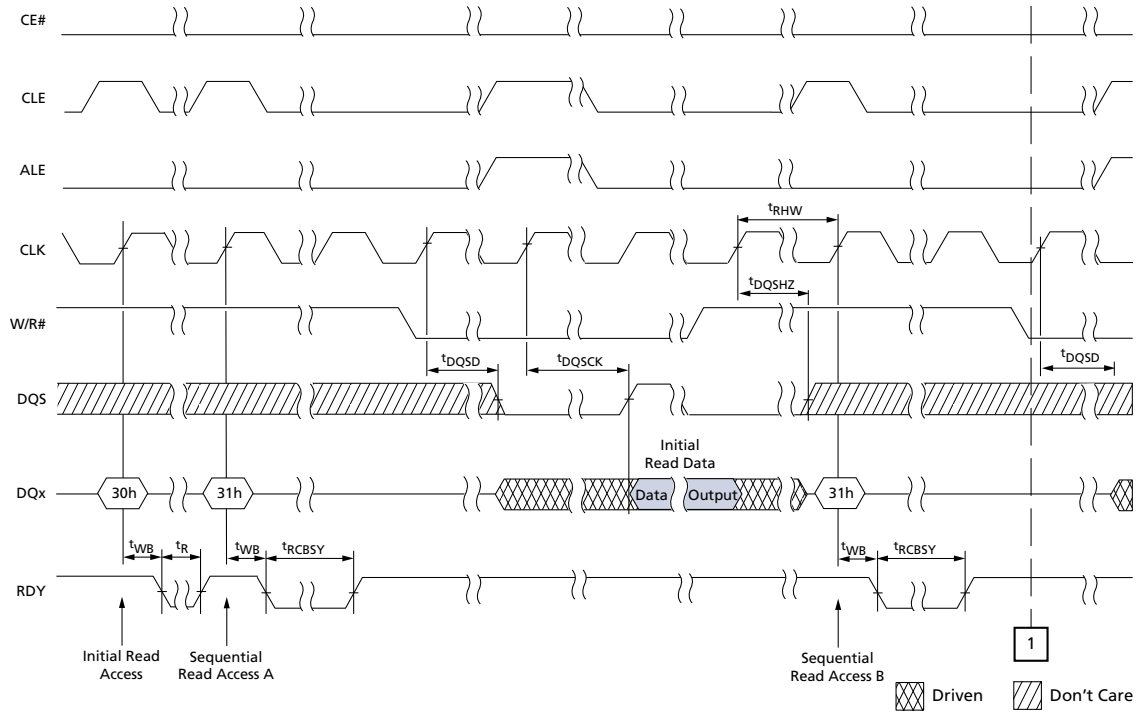 CE#
CLE
ALE
tRHW
CLK
tDQSHZ
W/R#
tDQSD
tDQSCK
tDQSD
DQS
Initial
Read Data
DQx
30h
31h
Data
Output
31h
tWB
tR
tWB
tRCBSY
tWB
tRCBSY
RDY
Initial Read
Access
Sequential
Read Access A
Sequential
Read Access B
1
Driven
Don't Care